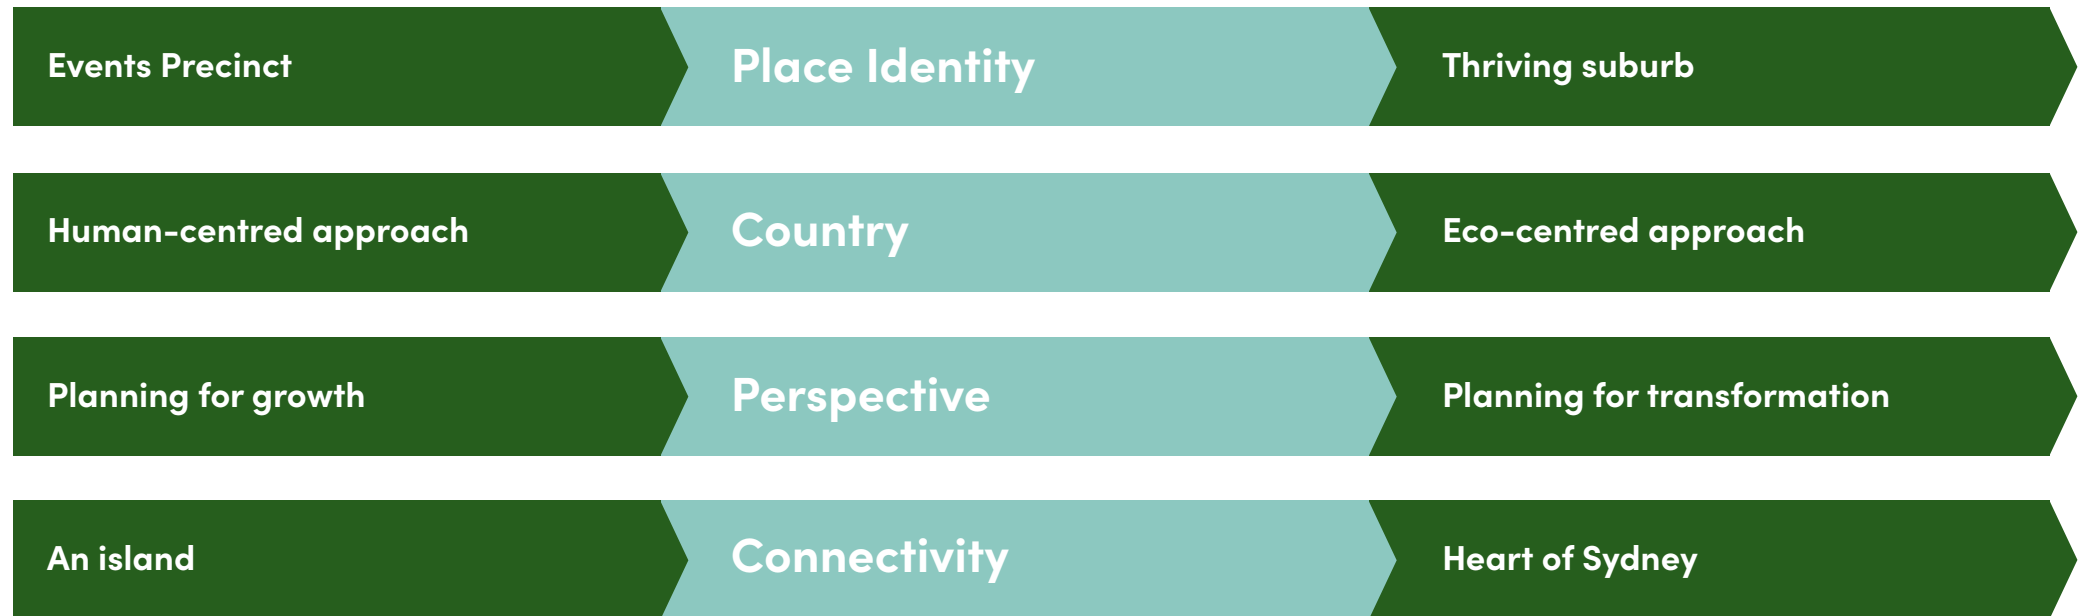 Events Precinct
Place Identity
Thriving suburb
Human-centred approach
Country
Eco-centred approach
Planning for growth
Perspective
Planning for transformation
An island
Connectivity
Heart of Sydney